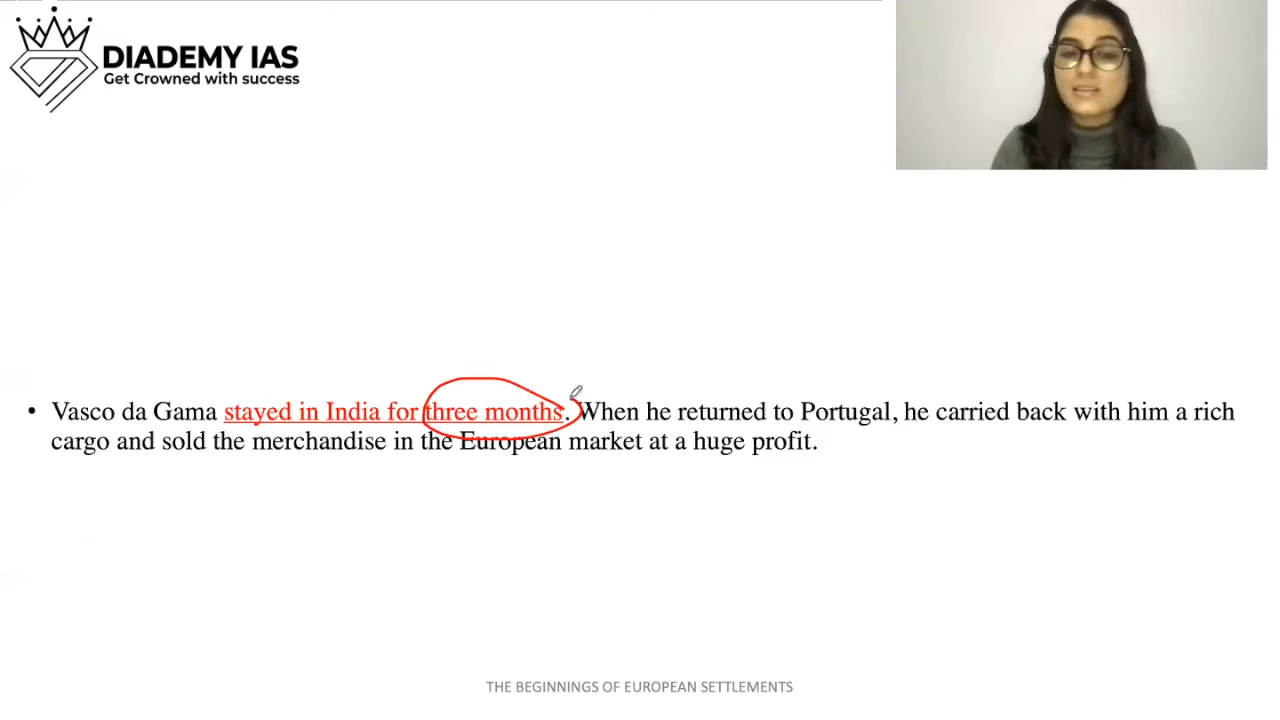 DIADEMY IAS
Get Crowned with success
• Vasco da Gama stayed in India for three months. When he returned to Portugal, he carried back with him a rich
cargo and sold the merchandise in the European market at a huge profit.
THE BEGINNINGS OF EUROPEAN SETTLEMENTS